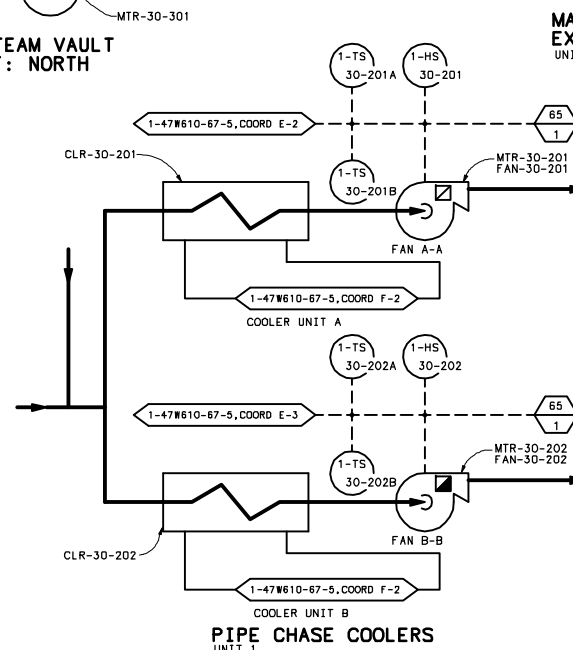 MTR-30-301
TEAM VAULT
: NORTH
MA
EX
UNI
1-TS
30-201A
1-HS
30-201
1-47W610-67-5,COORD E-2
65
1
CLR-30-201
1-TS
30-201B
MTR-30-201
FAN-30-201
FAN A-A
1-47W610-67-5,COORD F-2
COOLER UNIT A
1-TS
30-202A
1-HS
30-202
1-47W610-67-5,COORD E-3
65
1
MTR-30-202
FAN-30-202
1-TS
30-202B
FAN B-B
CLR-30-202
1-47W610-67-5,COORD F-2
COOLER UNIT B
PIPE CHASE COOLERS
UNIT 1